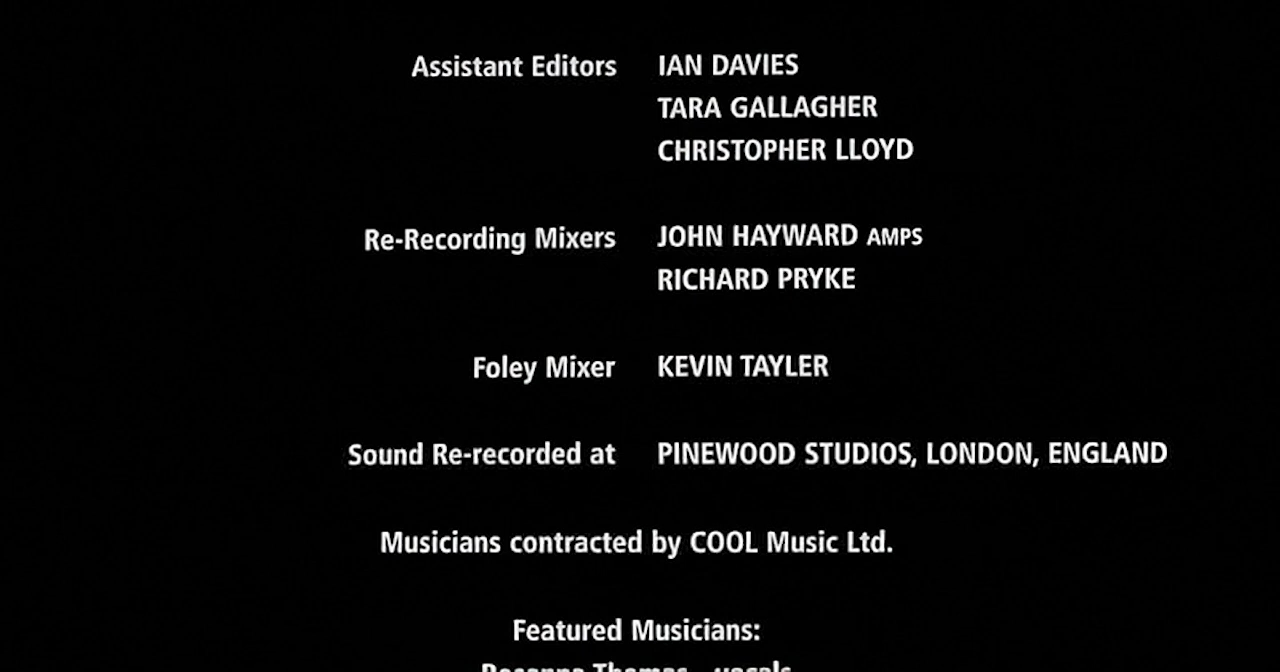 Assistant Editors IAN DAVIES
TARA GALLAGHER
CHRISTOPHER LLOYD
Re-Recording Mixers JOHN HAYWARD AMPS
RICHARD PRYKE
Foley Mixer KEVIN TAYLER
Sound Re-recorded at PINEWOOD STUDIOS, LONDON, ENGLAND
Musicians contracted by COOL Music Ltd.
Featured Musicians: